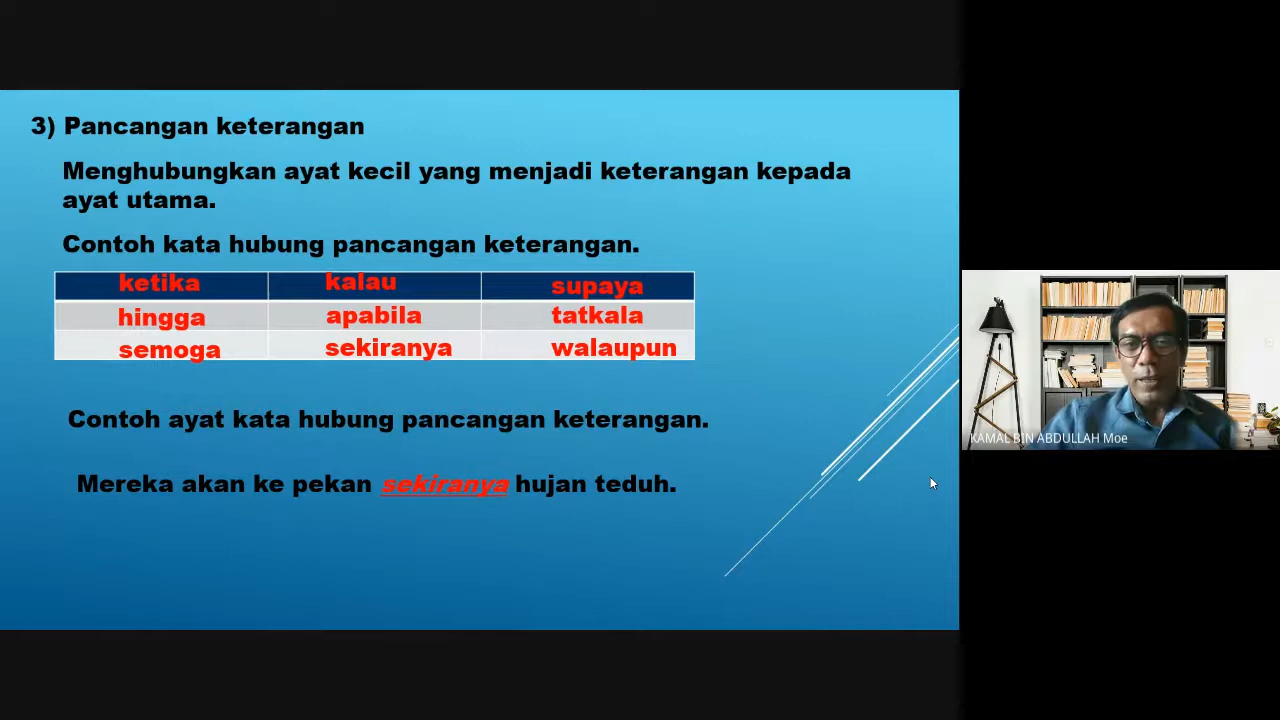 3) Pancangan keterangan
Menghubungkan ayat kecil yang menjadi keterangan kepada
ayat utama.
Contoh kata hubung pancangan keterangan.
ketika kalau supaya
hingga apabila tatkala
semoga sekiranya walaupun
Contoh ayat kata hubung pancangan keterangan.
Mereka akan ke pekan sekiranya hujan teduh.
KAMAL BIN ABDULLAH Moe